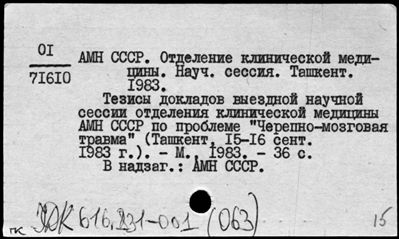 01
71610
АМН СССР. Отделение клинической меди-
цины. Науч. сессия. Ташкент.
1983.
Тезисы докладов выездной научной
сессии отделения клинической медицины
АМН СССР по проблеме "Черепно-мозговая
травма" (Ташкент, 15-16 сент.
1983 г.). - М., 1983. - 36 с.
В надзаг.: АМН СССР.
УДК 616.831-001 (063)
15
пк